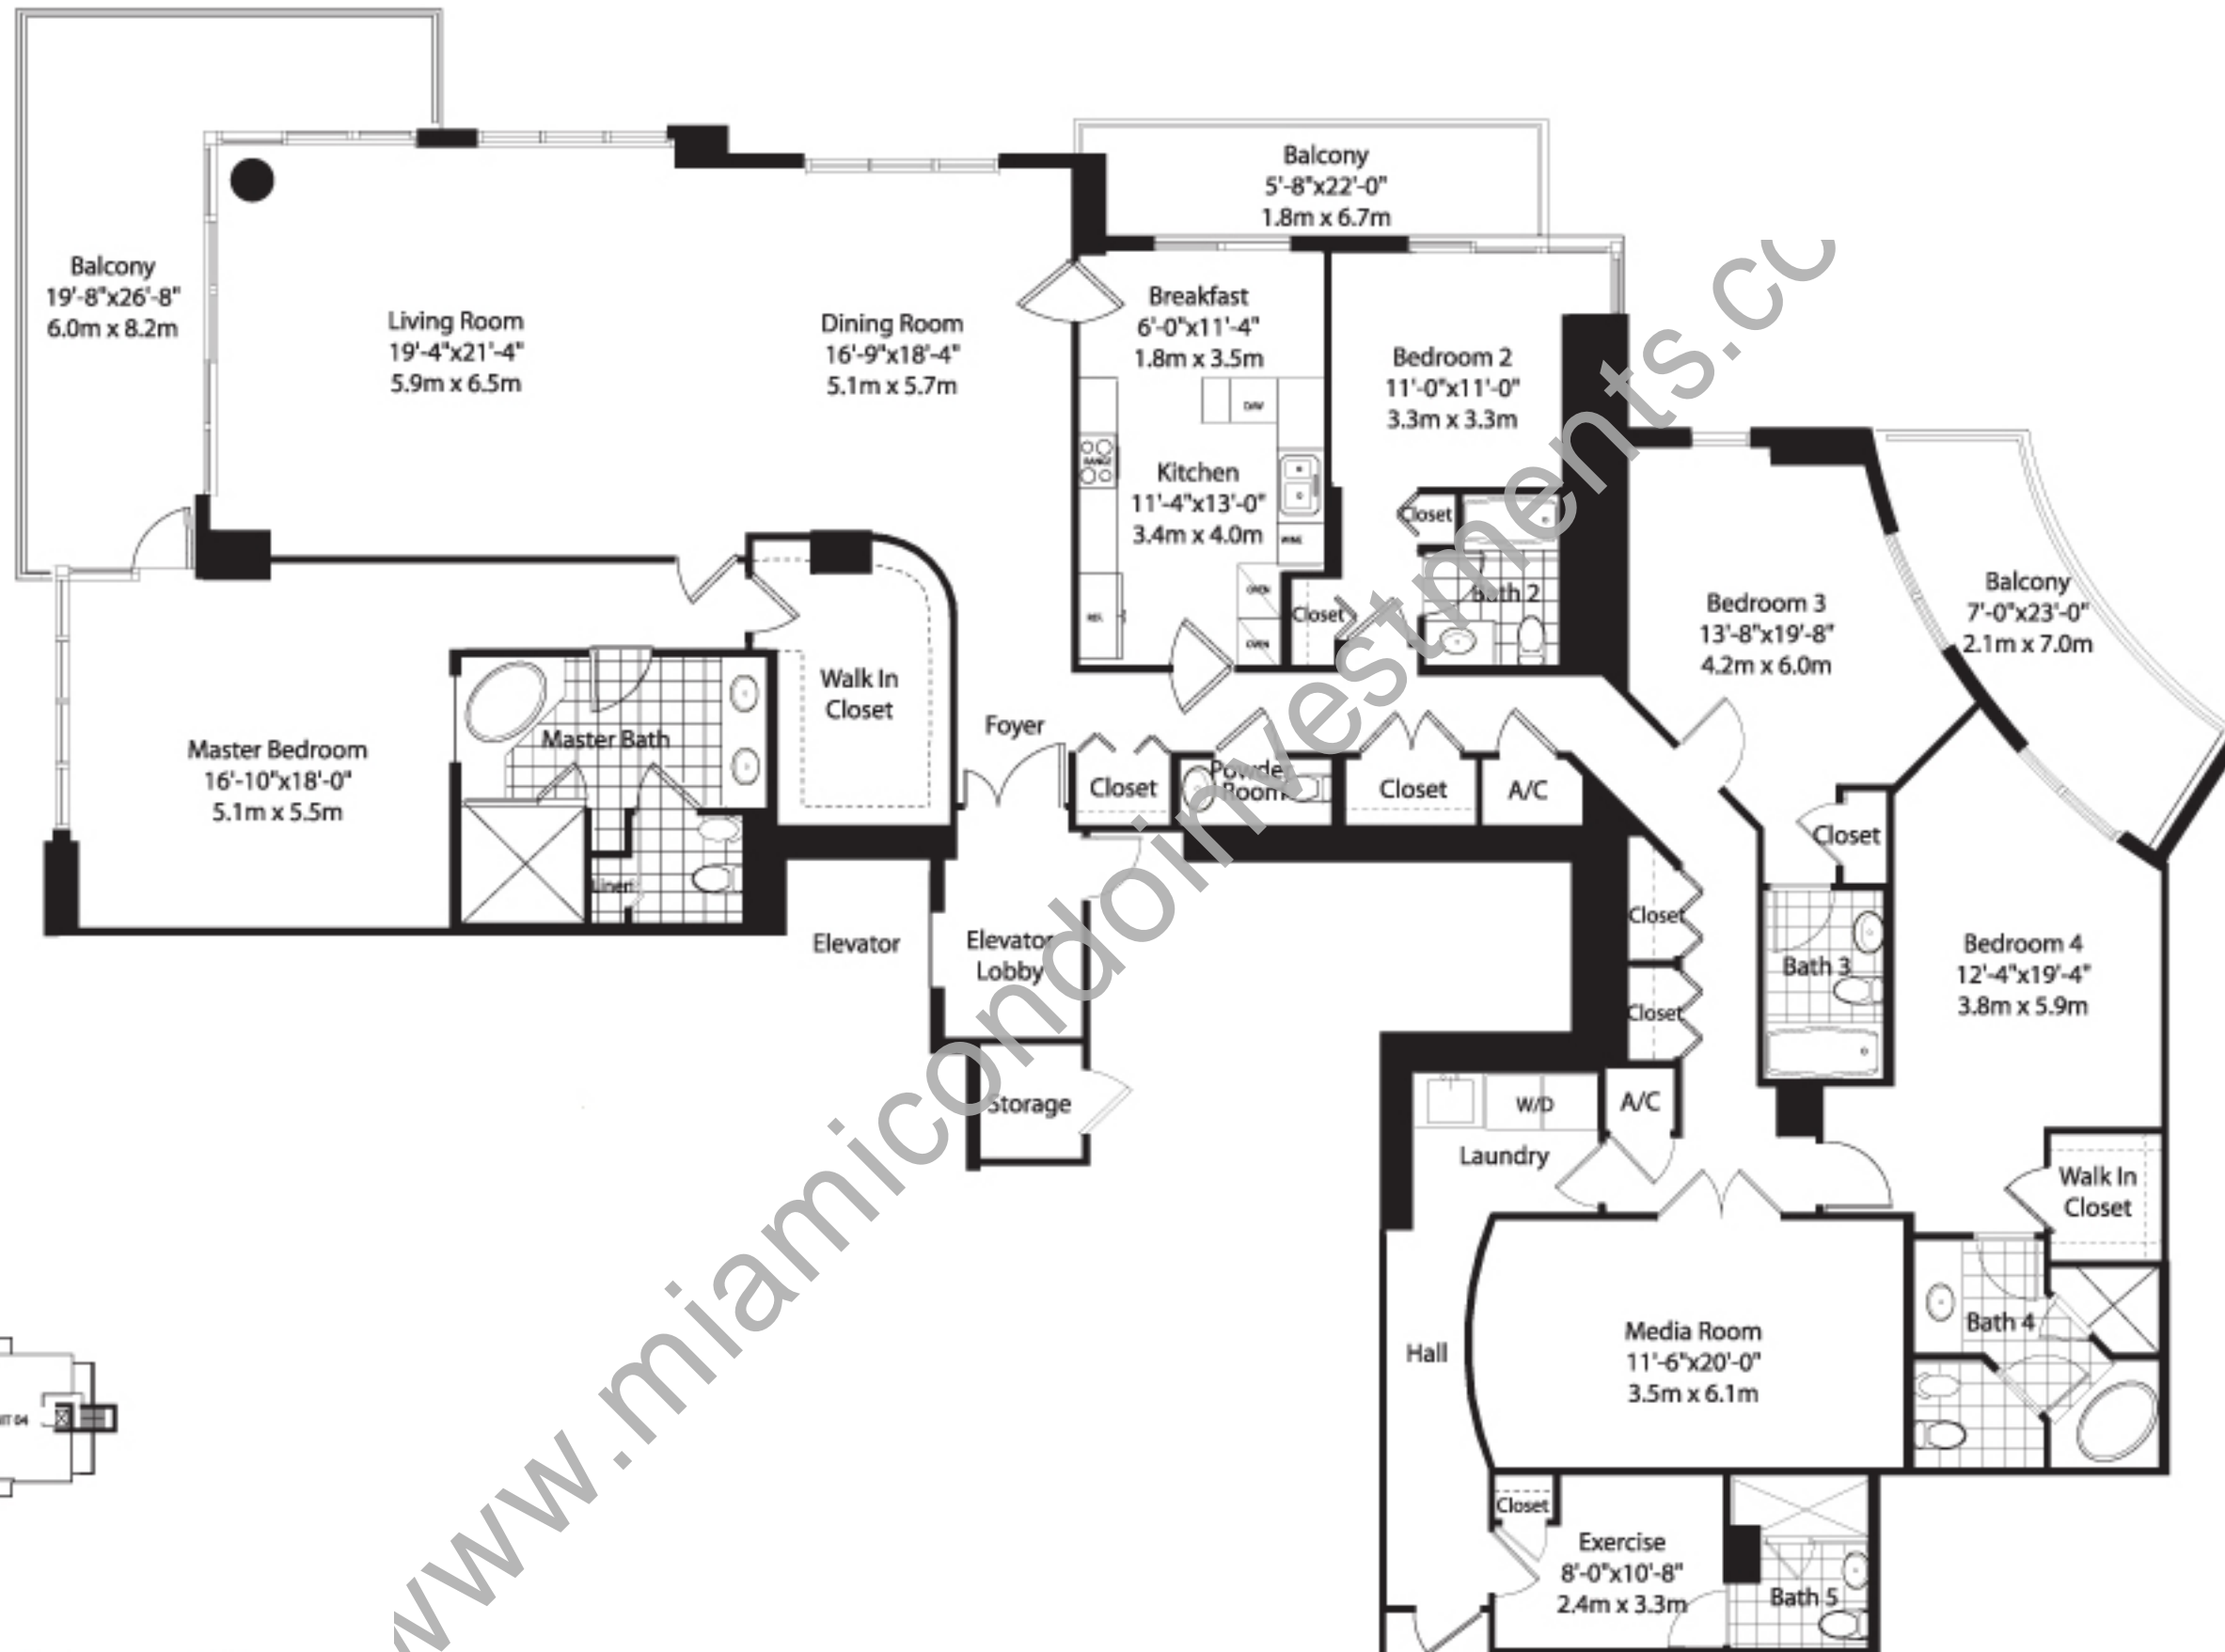 Balcony
5'-8"x22'-0"
1.8m x 6.7m
Balcony
19'-8"x26'-8"
6.0m x 8.2m
Living Room
19'-4"x21'-4"
5.9m x 6.5m
Dining Room
16'-9"x18'-4"
5.1m x 5.7m
Breakfast
6'-0"x11'-4"
1.8m x 3.5m
Bedroom 2
11'-0"x11'-0"
3.3m x 3.3m
D/W
RANGE
Kitchen
11'-4"x13'-0"
3.4m x 4.0m
WINE
OVEN
OVEN
REF.
Closet
Closet
Bath 2
Bedroom 3
13'-8"x19'-8"
4.2m x 6.0m
Balcony
7'-0"x23'-0"
2.1m x 7.0m
Walk In
Closet
Foyer
Master Bath
Master Bedroom
16'-10"x18'-0"
5.1m x 5.5m
Linen
Closet
Powder
Room
Closet
A/C
Closet
Closet
Closet
Bath 3
Bedroom 4
12'-4"x19'-4"
3.8m x 5.9m
Elevator
Elevator
Lobby
Storage
W/D
A/C
Laundry
Walk In
Closet
Hall
Media Room
11'-6"x20'-0"
3.5m x 6.1m
Bath 4
Closet
Exercise
8'-0"x10'-8"
2.4m x 3.3m
Bath 5
www.miamicondoinvestments.cc